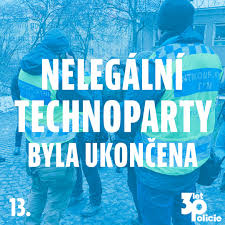 NELEGÁLNÍ
TECHNOPARTY
BYLA UKONČENA
13.
30 let
Policie